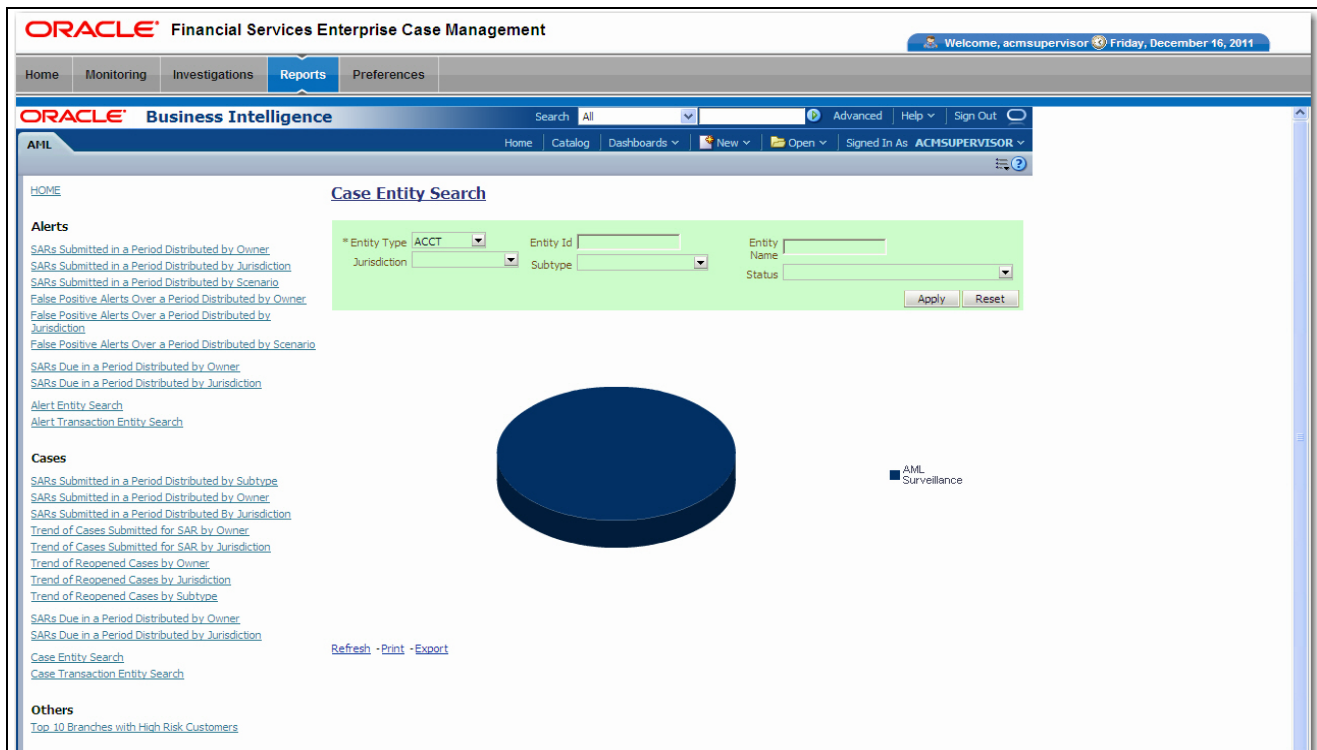 ORACLE® Financial Services Enterprise Case Management
Welcome, acmsupervisor Friday, December 16, 2011
Home Monitoring Investigations Reports Preferences
ORACLE® Business Intelligence Search All Advanced Help Sign Out
AML Home Catalog Dashboards New Open Signed In As ACMSUPERVISOR
HOME
Alerts
SARs Submitted in a Period Distributed by Owner
SARs Submitted in a Period Distributed by Jurisdiction
SARs Submitted in a Period Distributed by Scenario
False Positive Alerts Over a Period Distributed by Owner
False Positive Alerts Over a Period Distributed by
Jurisdiction
False Positive Alerts Over a Period Distributed by Scenario
SARs Due in a Period Distributed by Owner
SARs Due in a Period Distributed by Jurisdiction
Alert Entity Search
Alert Transaction Entity Search
Cases
SARs Submitted in a Period Distributed by Subtype
SARs Submitted in a Period Distributed by Owner
SARs Submitted in a Period Distributed By Jurisdiction
Trend of Cases Submitted for SAR by Owner
Trend of Cases Submitted for SAR by Jurisdiction
Trend of Reopened Cases by Owner
Trend of Reopened Cases by Jurisdiction
Trend of Reopened Cases by Subtype
SARs Due in a Period Distributed by Owner
SARs Due in a Period Distributed by Jurisdiction
Case Entity Search
Case Transaction Entity Search
Others
Top 10 Branches with High Risk Customers
Case Entity Search
* Entity Type ACCT Entity Id Entity
Name
Jurisdiction Subtype Status
Apply Reset
AML
Surveillance
Refresh - Print - Export